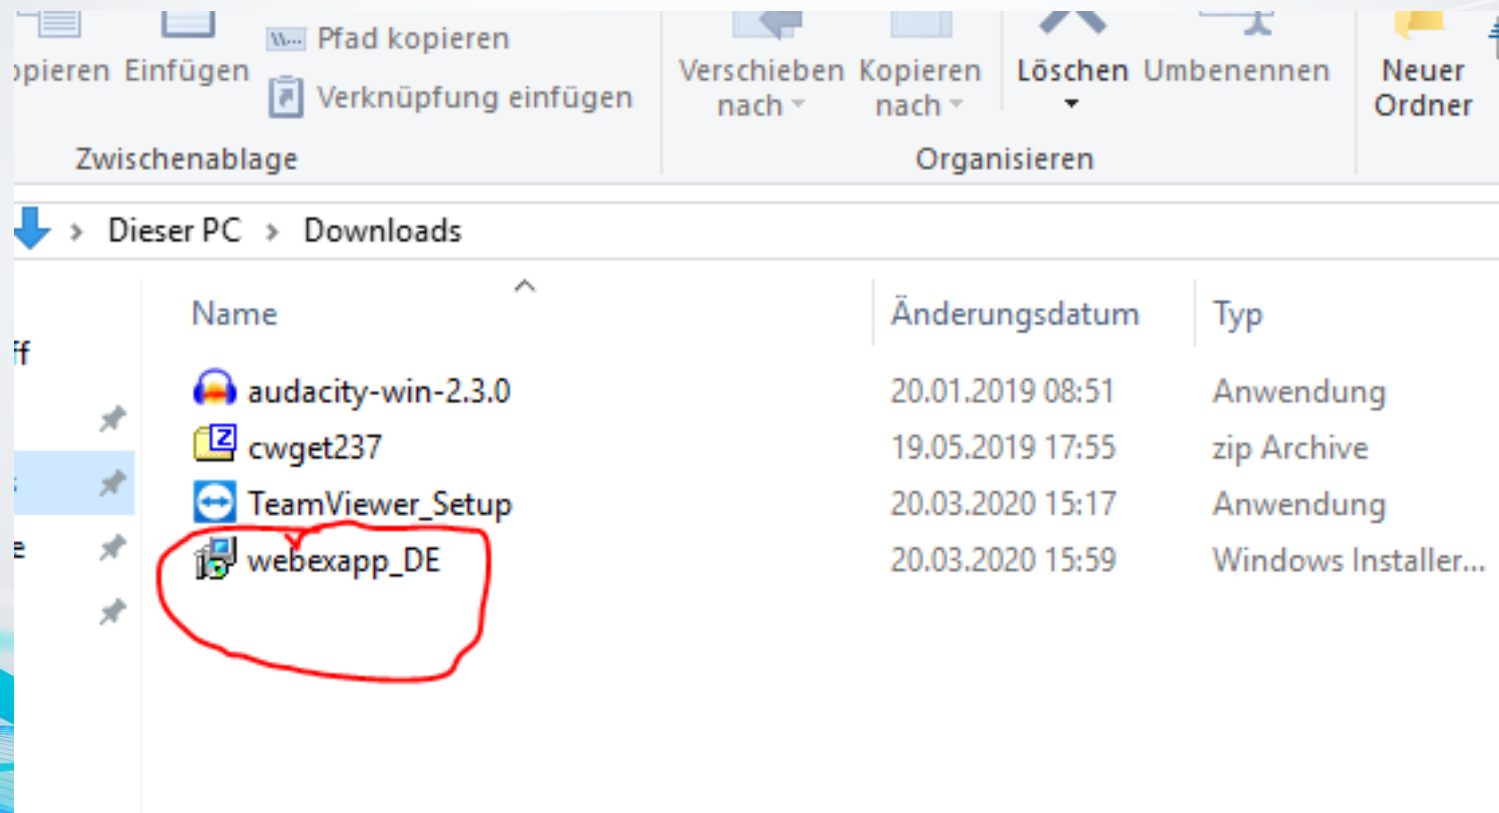 Pfad kopieren
opieren Einfügen
Verknüpfung einfügen
Zwischenablage
Verschieben nach
Kopieren nach
Löschen
Umbenennen
Organisieren
Neuer Ordner
Dieser PC > Downloads
Name Änderungsdatum Typ
ff
audacity-win-2.3.0 20.01.2019 08:51 Anwendung
cwget237 19.05.2019 17:55 zip Archive
TeamViewer_Setup 20.03.2020 15:17 Anwendung
e
webexapp_DE 20.03.2020 15:59 Windows Installer...